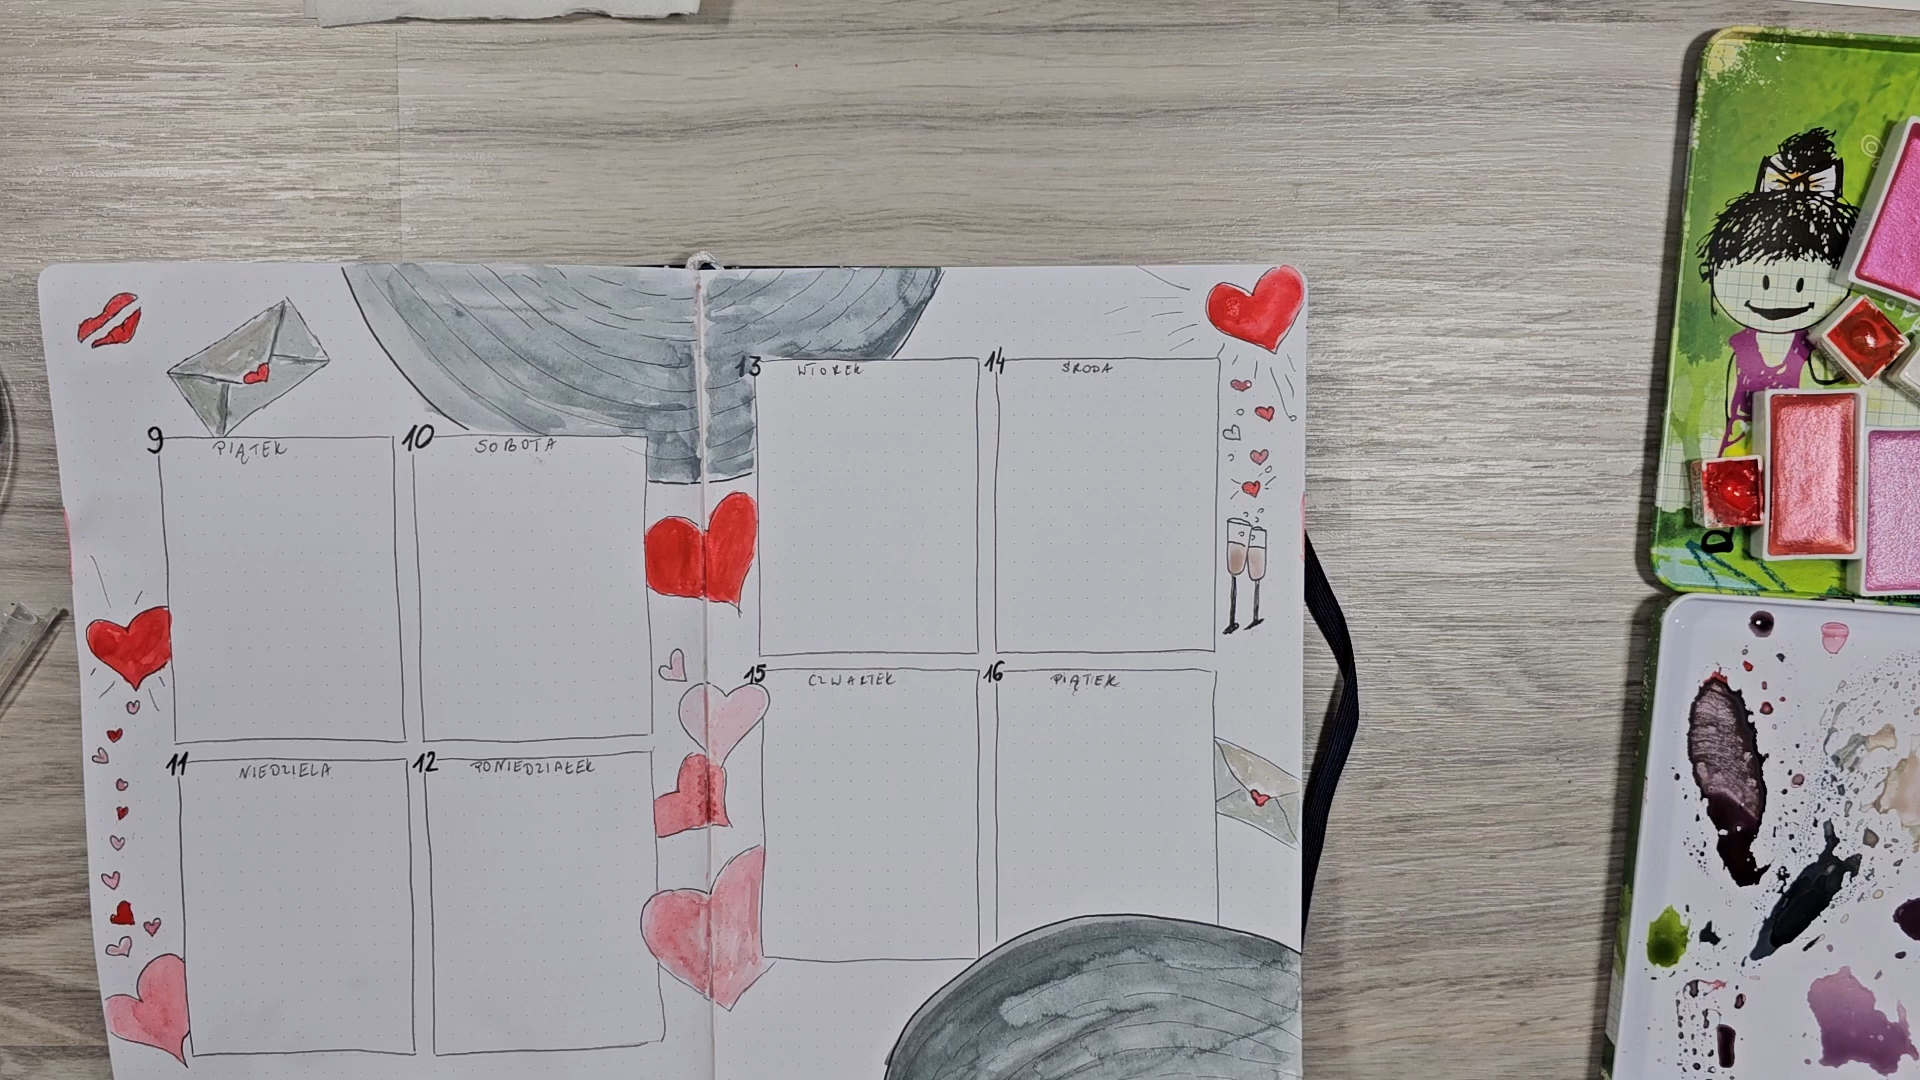 9 PIĄTEK
10 SOBOTA
11 NIEDZIELA
12 PONIEDZIAŁEK
13 WTOREK
14 ŚRODA
15 CZWARTEK
16 PIĄTEK